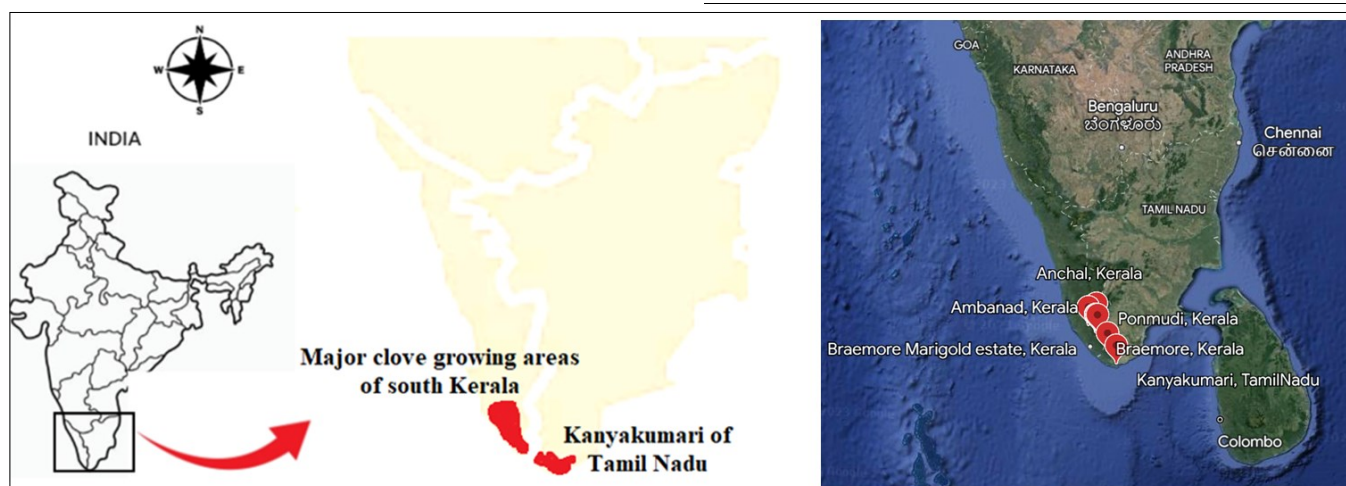 N
W
E
S
INDIA
Major clove growing areas
of south Kerala
Kanyakumari of
Tamil Nadu
GOA
KARNATAKA
ANDHRA
PRADESH
Bengaluru
ಬೆಂಗಳೂರು
Chennai
சென்னை
TAMIL NADU
Anchal, Kerala
Ambanad, Kerala
Ponmudi, Kerala
Braemore Marigold estate, Kerala
Braemore, Kerala
Kanyakumari, TamilNadu
Colombo